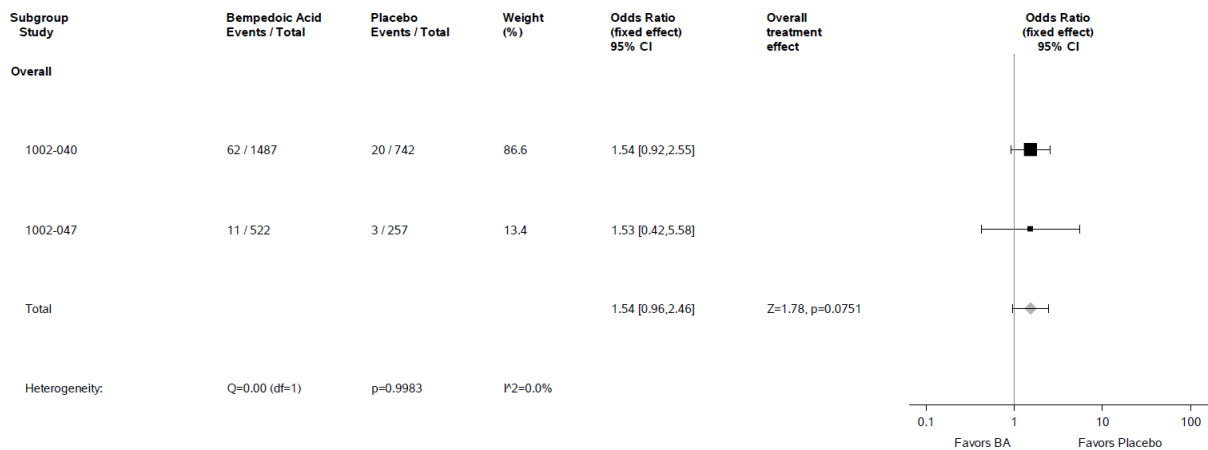 Subgroup Bempedoic Acid Placebo Weight Odds Ratio Overall Odds Ratio
Study Events / Total Events / Total (%) (fixed effect) treatment (fixed effect)
95% CI effect 95% CI
Overall
1002-040 62 / 1487 20 / 742 86.6 1.54 [0.92,2.55]
1002-047 11 / 522 3 / 257 13.4 1.53 [0.42,5.58]
Total 1.54 [0.96,2.46] Z=1.78, p=0.0751
Heterogeneity: Q=0.00 (df=1) p=0.9983 I^2=0.0%
0.1 1 10 100
Favors BA Favors Placebo